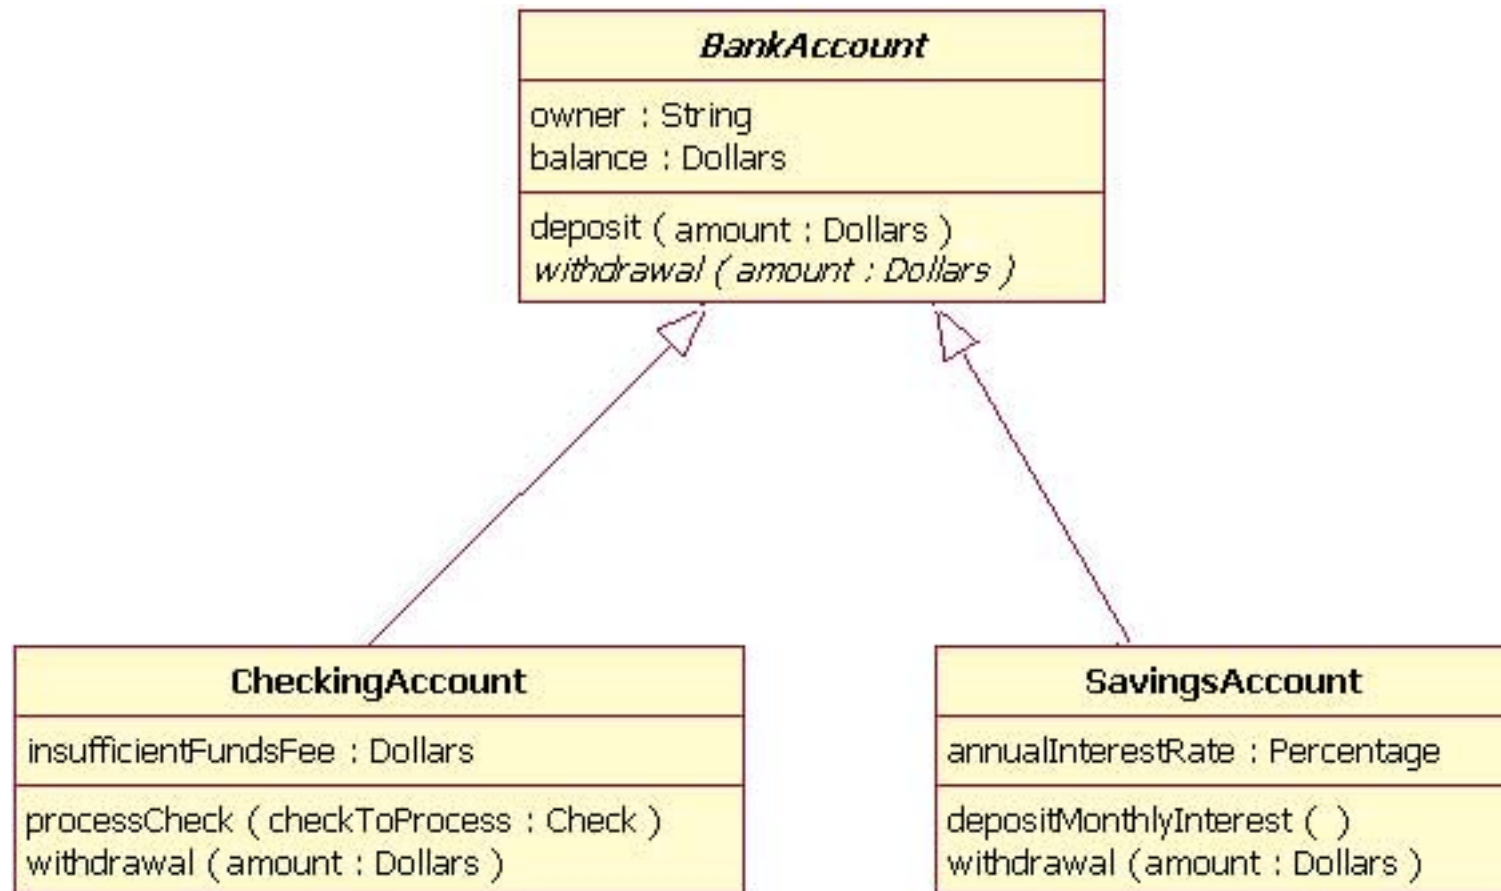 BankAccount
owner : String
balance : Dollars
deposit ( amount : Dollars )
withdrawal ( amount : Dollars )
CheckingAccount
insufficientFundsFee : Dollars
processCheck ( checkToProcess : Check )
withdrawal ( amount : Dollars )
SavingsAccount
annualInterestRate : Percentage
depositMonthlyInterest ( )
withdrawal ( amount : Dollars )